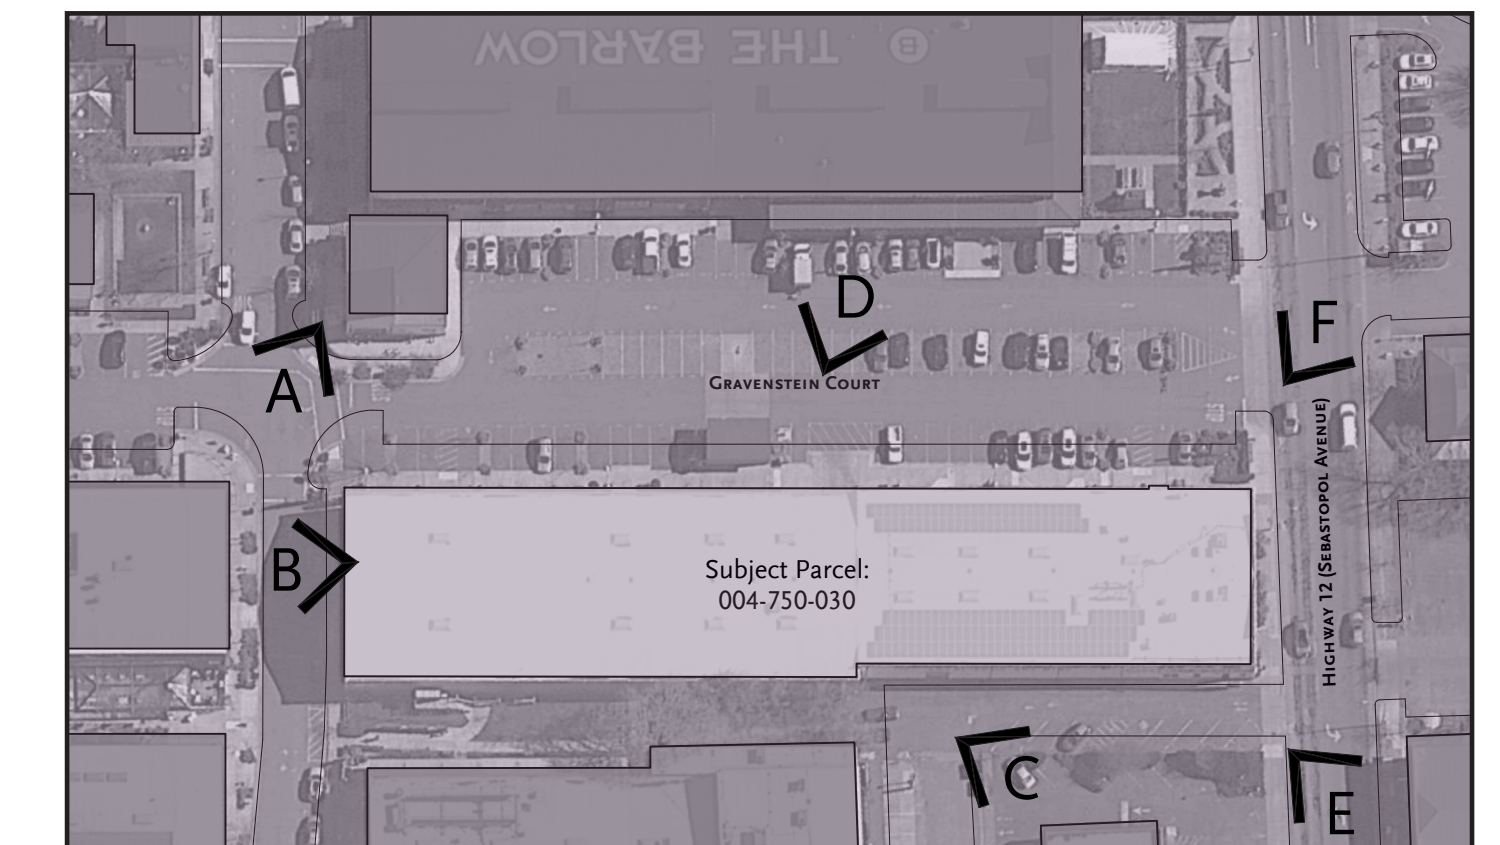 THE BARLOW
B
D
F
A
GRAVENSTEIN COURT
HIGHWAY 12 (SEBASTOPOL AVENUE)
B
Subject Parcel:
004-750-030
C
E